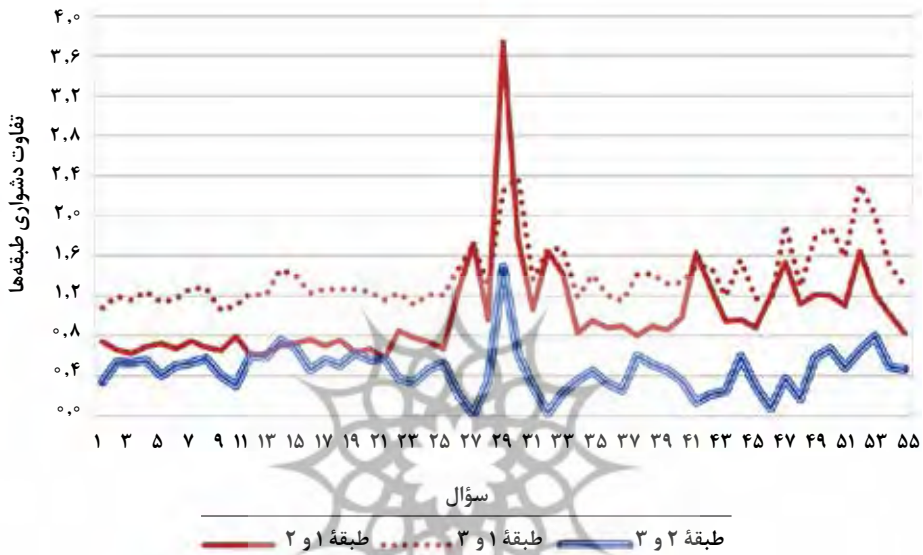 ۴٫۰
۳٫۶
۳٫۲
۲٫۸
۲٫۴
۲٫۰
۱٫۶
۱٫۲
۰٫۸
۰٫۴
۰٫۰
تفاوت دشواری طبقه‌ها
۱ ۳ ۵ ۷ ۹ ۱۱ ۱۳ ۱۵ ۱۷ ۱۹ ۲۱ ۲۳ ۲۵ ۲۷ ۲۹ ۳۱ ۳۳ ۳۵ ۳۷ ۳۹ ۴۱ ۴۳ ۴۵ ۴۷ ۴۹ ۵۱ ۵۳ ۵۵
سؤال
طبقۀ ۱ و ۲ طبقۀ ۱ و ۳ طبقۀ ۲ و ۳